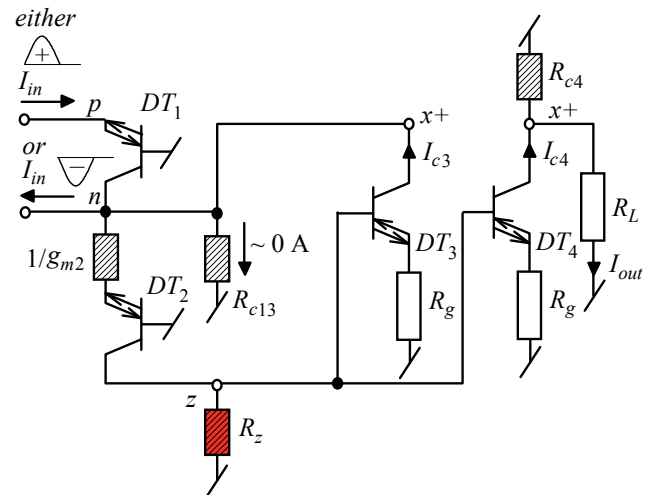 either
+
I_in
p
DT_1
or
I_in
−
n
1/g_m2
DT_2
~ 0 A
R_c13
z
R_z
x+
I_c3
DT_3
R_g
R_c4
x+
I_c4
DT_4
R_g
R_L
I_out